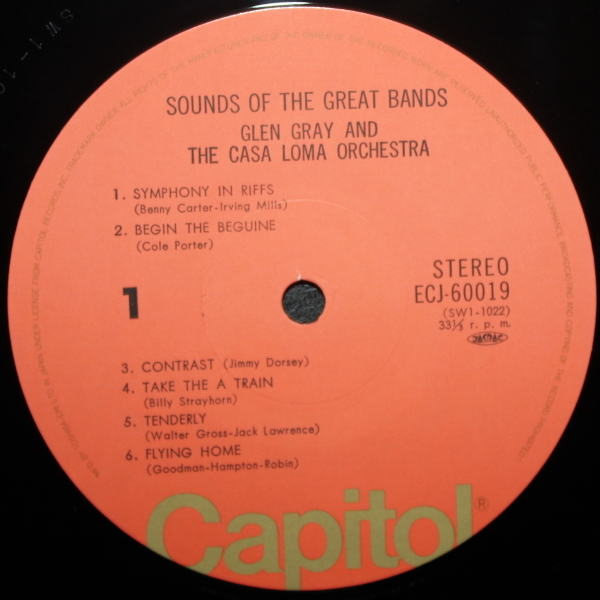 SOUNDS OF THE GREAT BANDS
GLEN GRAY AND
THE CASA LOMA ORCHESTRA
1. SYMPHONY IN RIFFS
(Benny Carter-Irving Mills)
2. BEGIN THE BEGUINE
(Cole Porter)
1
STEREO
ECJ-60019
(SW1-1022)
33⅓ r. p. m.
JASRAC
3. CONTRAST (Jimmy Dorsey)
4. TAKE THE A TRAIN
(Billy Strayhorn)
5. TENDERLY
(Walter Gross-Jack Lawrence)
6. FLYING HOME
(Goodman-Hampton-Robin)
Capitol®